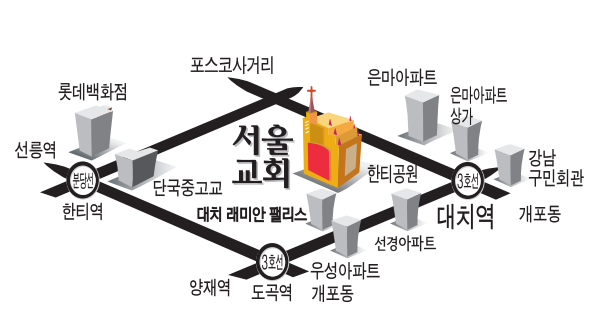 포스코사거리
은마아파트
롯데백화점
은마아파트
상가
선릉역
서울
교회
강남
구민회관
분당선
단국중고교
한티공원
3호선
한티역
대치 래미안 팰리스
대치역
개포동
선경아파트
3호선
우성아파트
양재역
도곡역
개포동